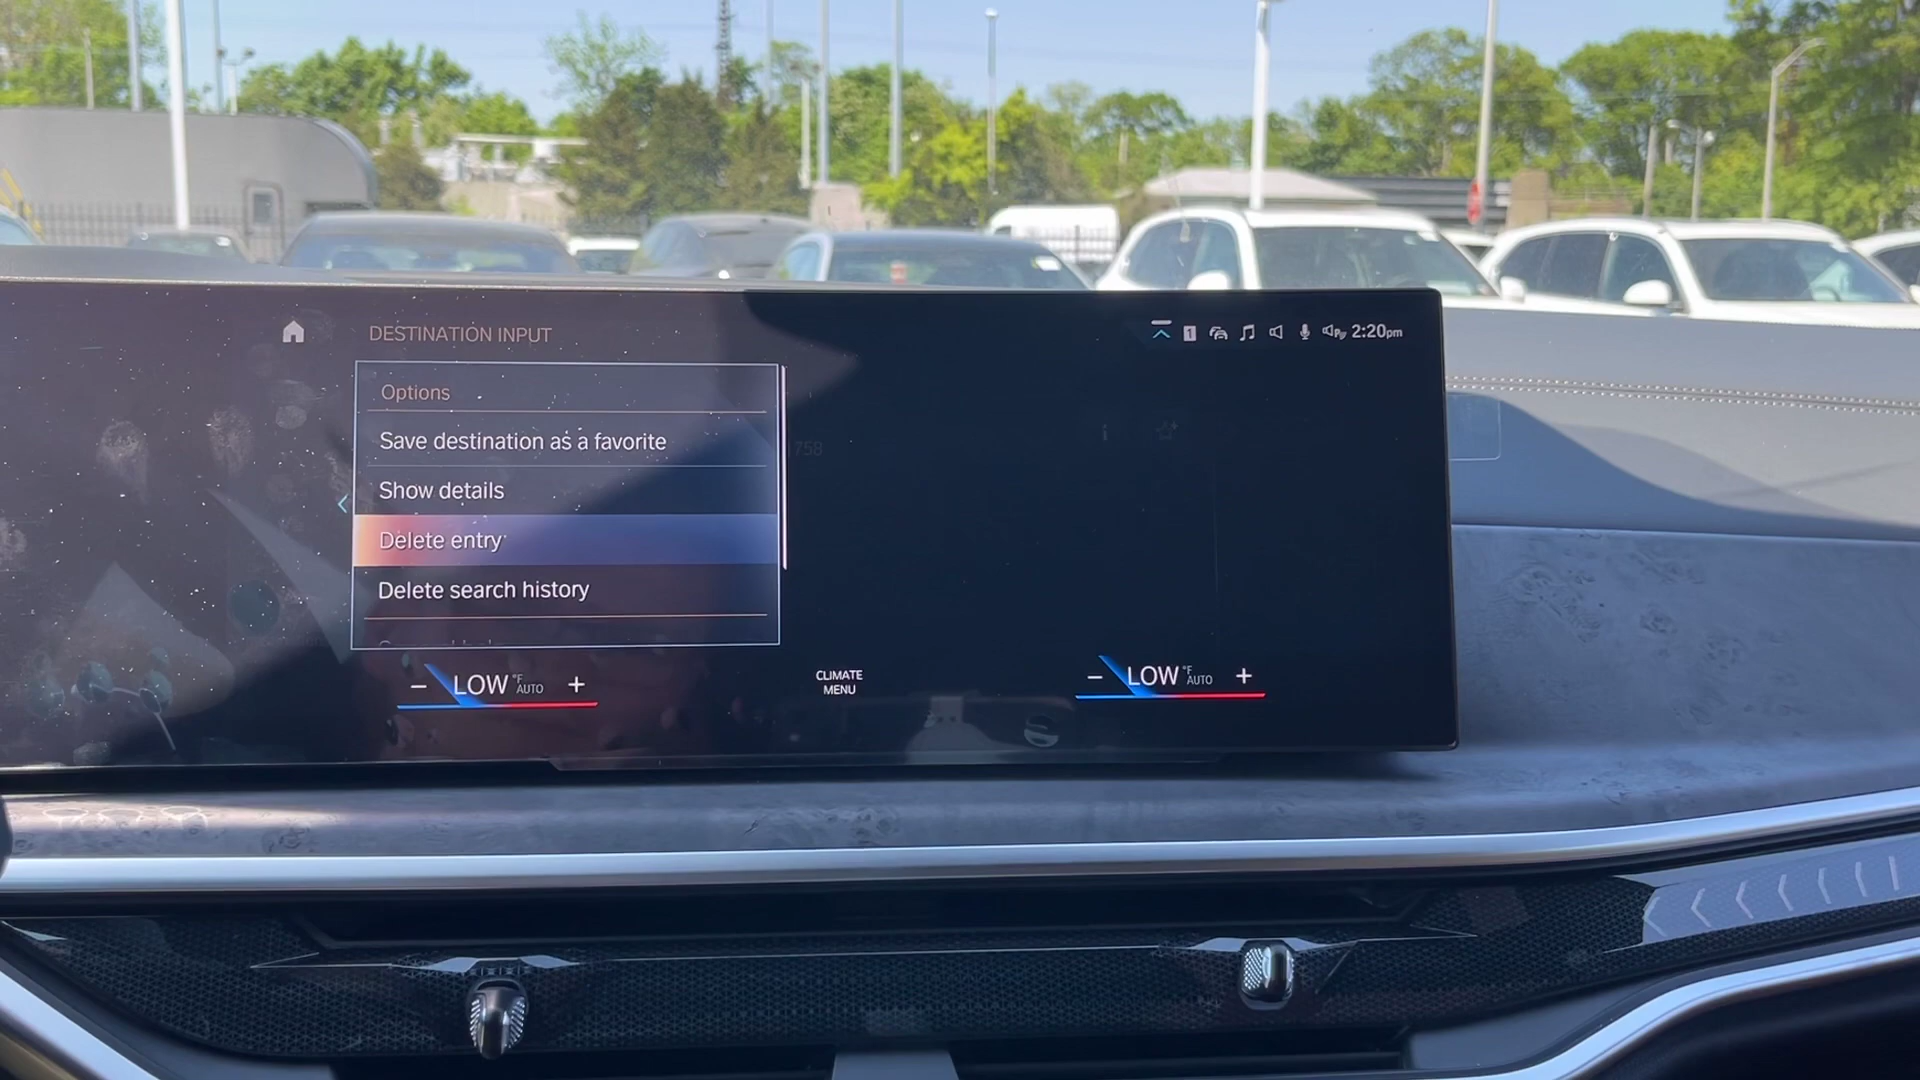 DESTINATION INPUT
1 2:20pm
Options
Save destination as a favorite
Show details
Delete entry
Delete search history
- LOW °F AUTO +
CLIMATE
MENU
- LOW °F AUTO +